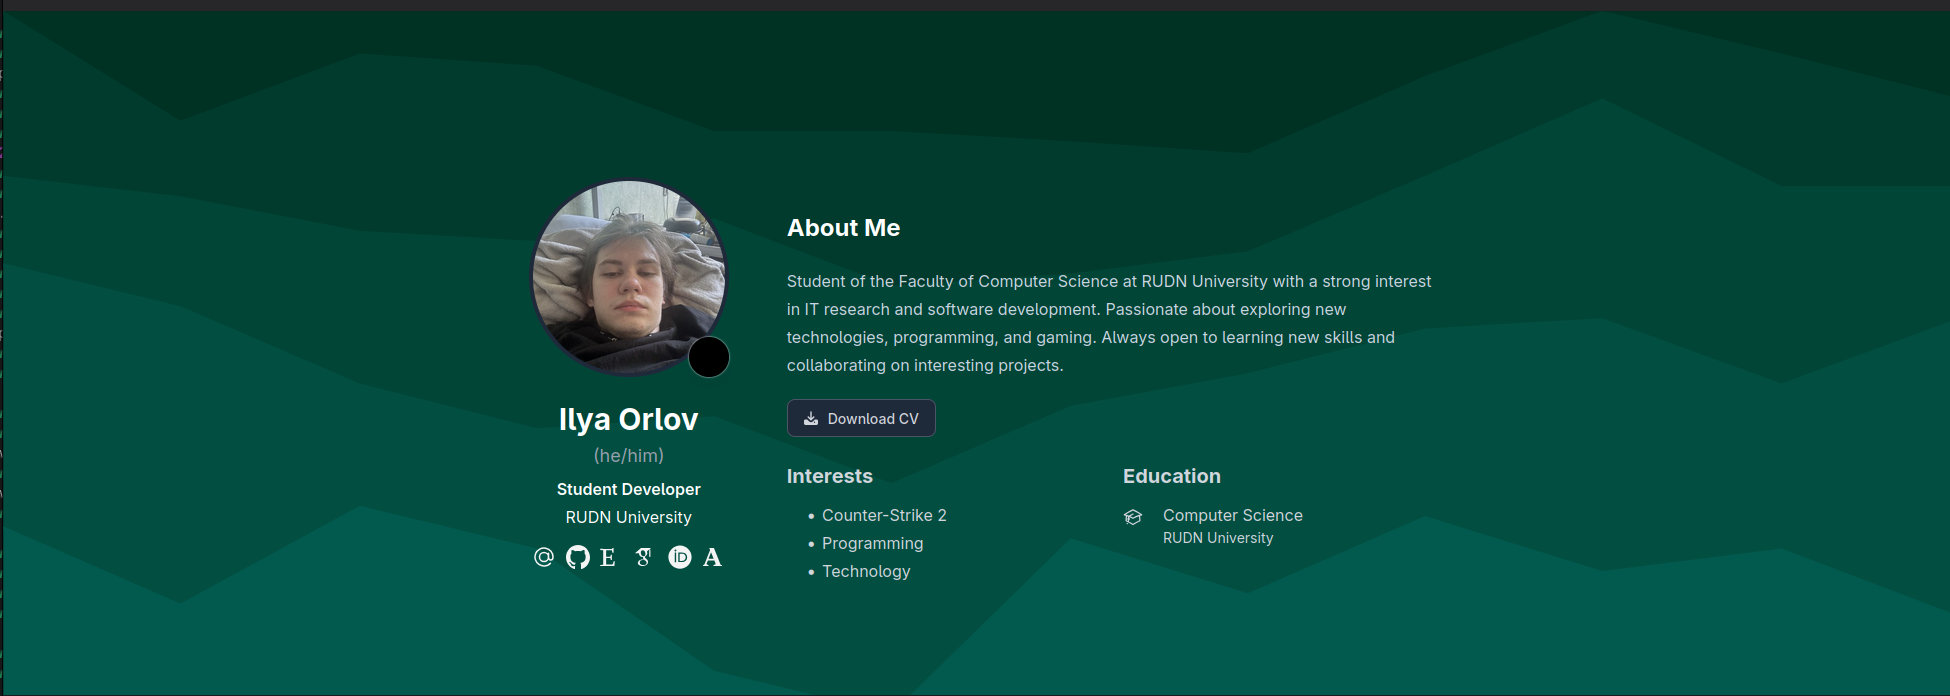 About Me
Student of the Faculty of Computer Science at RUDN University with a strong interest
in IT research and software development. Passionate about exploring new
technologies, programming, and gaming. Always open to learning new skills and
collaborating on interesting projects.
Download CV
Ilya Orlov
(he/him)
Student Developer
RUDN University
Interests
• Counter-Strike 2
• Programming
• Technology
Education
Computer Science
RUDN University